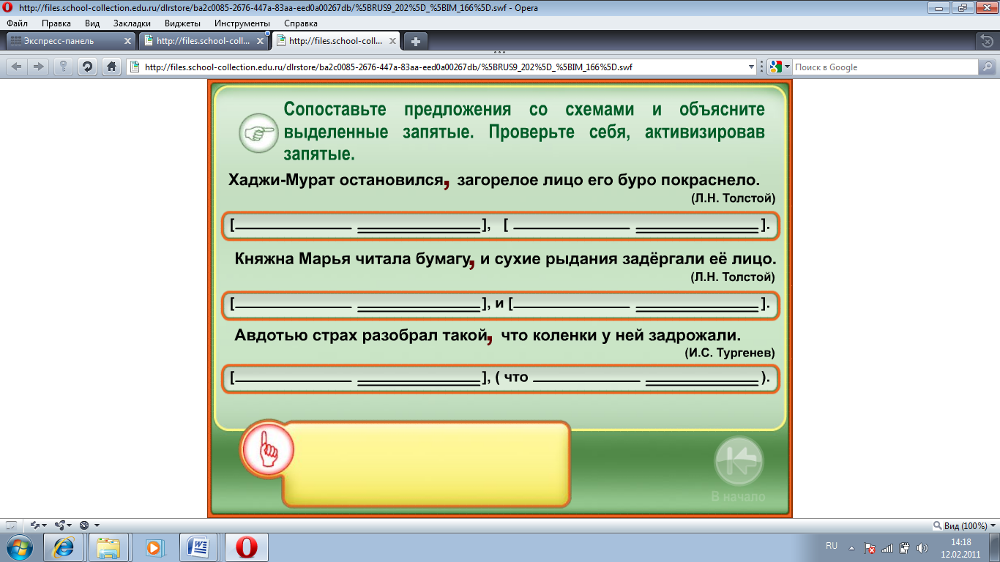 http://files.school-collection.edu.ru/dlrstore/ba2c0085-2676-447a-83aa-eed0a00267db/%5BRUS9_202%5D_%5BIM_166%5D.swf - Opera
Файл Правка Вид Закладки Виджеты Инструменты Справка
Экспресс-панель http://files.school-coll... http://files.school-coll...
http://files.school-collection.edu.ru/dlrstore/ba2c0085-2676-447a-83aa-eed0a00267db/%5BRUS9_202%5D_%5BIM_166%5D.swf Поиск в Google
Сопоставьте предложения со схемами и объясните
выделенные запятые. Проверьте себя, активизировав
запятые.
Хаджи-Мурат остановился, загорелое лицо его буро покраснело.
(Л.Н. Толстой)
[ ], [ ].
Княжна Марья читала бумагу, и сухие рыдания задёргали её лицо.
(Л.Н. Толстой)
[ ], и [ ].
Авдотью страх разобрал такой, что коленки у ней задрожали.
(И.С. Тургенев)
[ ], ( что ).
В начало
Вид (100%)
RU 14:18
12.02.2011